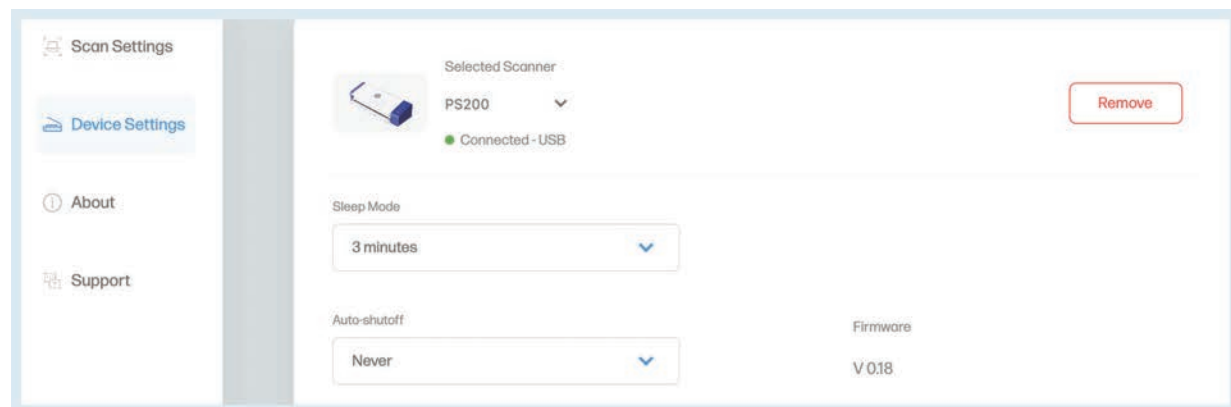 Scan Settings
Device Settings
About
Support
Selected Scanner
PS200
Connected - USB
Remove
Sleep Mode
3 minutes
Auto-shutoff
Never
Firmware
V 0.18